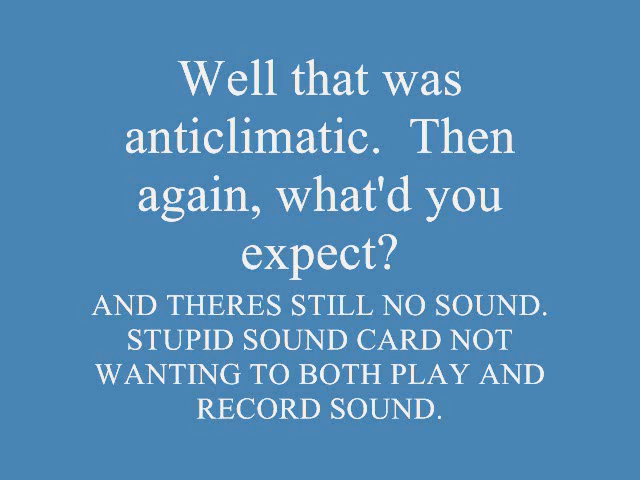 Well that was
anticlimatic.  Then
again, what'd you
expect?
AND THERES STILL NO SOUND.
STUPID SOUND CARD NOT
WANTING TO BOTH PLAY AND
RECORD SOUND.